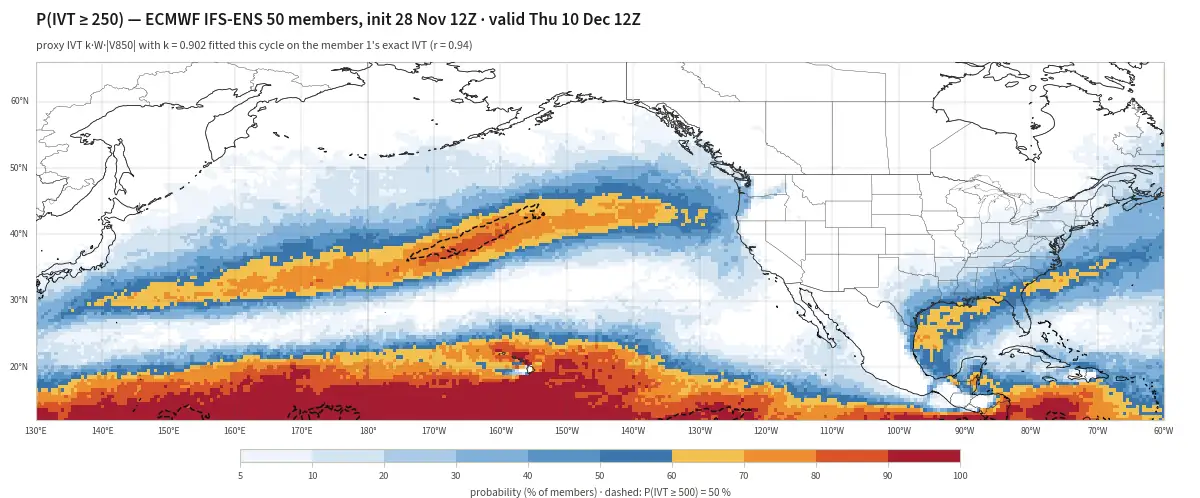 P(IVT ≥ 250) — ECMWF IFS-ENS 50 members, init 28 Nov 12Z · valid Thu 10 Dec 12Z
proxy IVT k·W·|V850| with k = 0.902 fitted this cycle on the member 1's exact IVT (r = 0.94)
60°N
50°N
40°N
30°N
20°N
130°E 140°E 150°E 160°E 170°E 180° 170°W 160°W 150°W 140°W 130°W 120°W 110°W 100°W 90°W 80°W 70°W 60°W
5 10 20 30 40 50 60 70 80 90 100
probability (% of members) · dashed: P(IVT ≥ 500) = 50 %